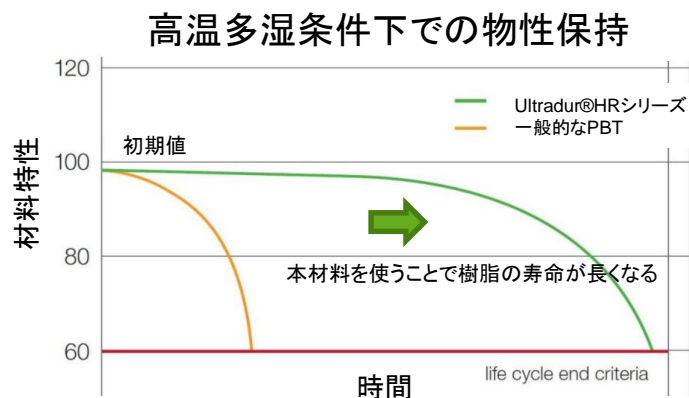 高温多湿条件下での物性保持
120
Ultradur®HRシリーズ
一般的なPBT
初期値
100
材料特性
80
本材料を使うことで樹脂の寿命が長くなる
60
life cycle end criteria
時間